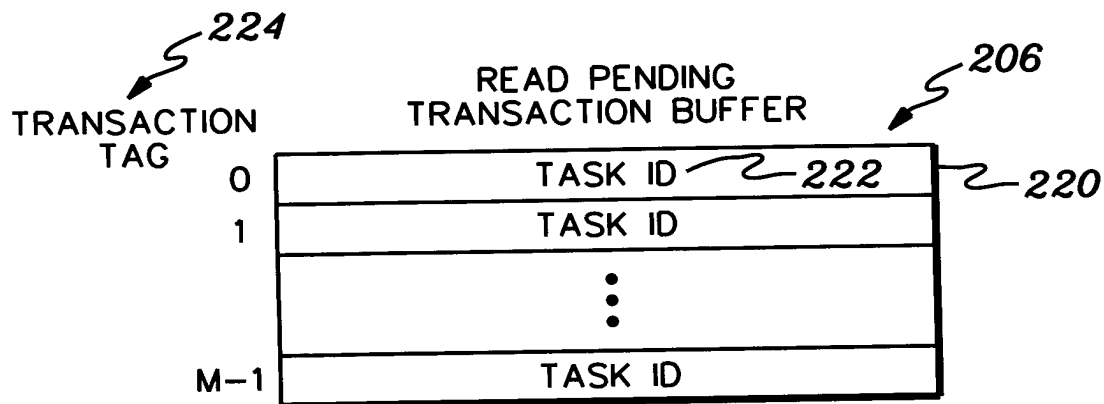 224
READ PENDING
TRANSACTION BUFFER
206
TRANSACTION
TAG
0
TASK ID
222
220
1
TASK ID
M-1
TASK ID